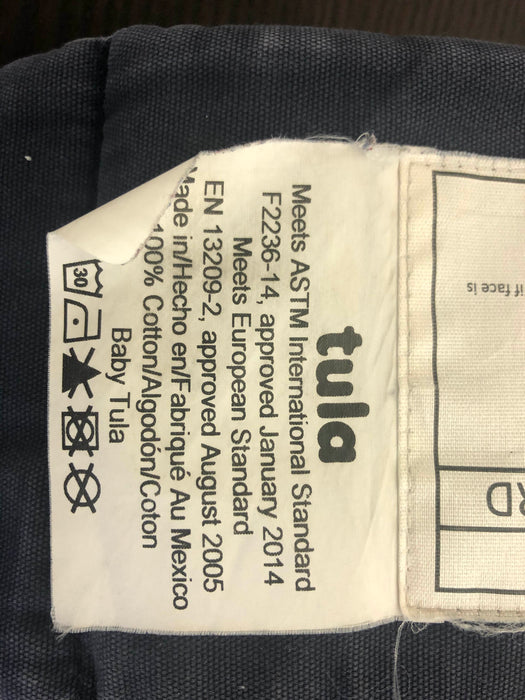 tula
Meets ASTM International Standard
F2236-14, approved January 2014
Meets European Standard
EN 13209-2, approved August 2005
Made in/Hecho en/Fabriqué Au Mexico
100% Cotton/Algodón/Coton
Baby Tula
30
if face is